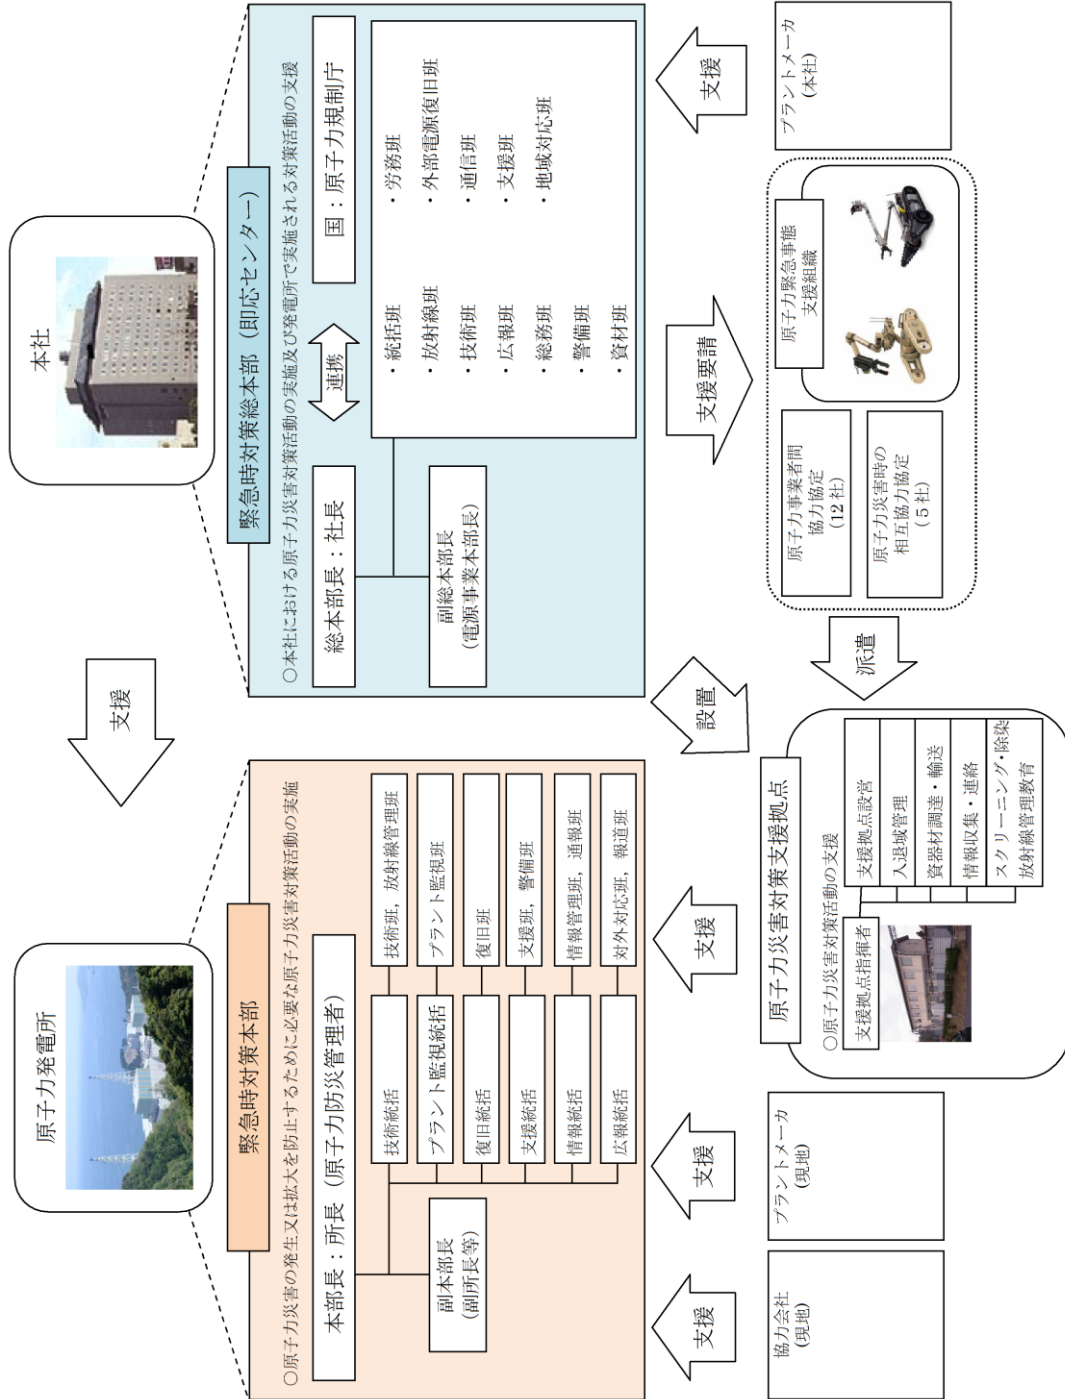 原子力発電所
支援
本社
緊急時対策本部
○原子力災害の発生又は拡大を防止するために必要な原子力災害対策活動の実施
本部長：所長（原子力防災管理者）
副本部長
(副所長等)
技術統括
技術班，放射線管理班
プラント監視統括
プラント監視班
復旧統括
復旧班
支援統括
支援班，警備班
情報統括
情報管理班，通報班
広報統括
対外対応班，報道班
緊急時対策総本部（即応センター）
○本社における原子力災害対策活動の実施及び発電所で実施される対策活動の支援
総本部長：社長
連携
国：原子力規制庁
副総本部長
(電源事業本部長)
・統括班
・労務班
・放射線班
・外部電源復旧班
・技術班
・通信班
・広報班
・支援班
・総務班
・地域対応班
・警備班
・資材班
支援
支援
支援
設置
支援要請
支援
協力会社
(現地)
プラントメーカ
(現地)
原子力災害対策支援拠点
○原子力災害対策活動の支援
支援拠点指揮者
支援拠点設営
入退域管理
資器材調達・輸送
情報収集・連絡
スクリーニング・除染
放射線管理教育
派遣
原子力事業者間
協力協定
(12社)
原子力災害時の
相互協力協定
(5社)
原子力緊急事態
支援組織
プラントメーカ
(本社)